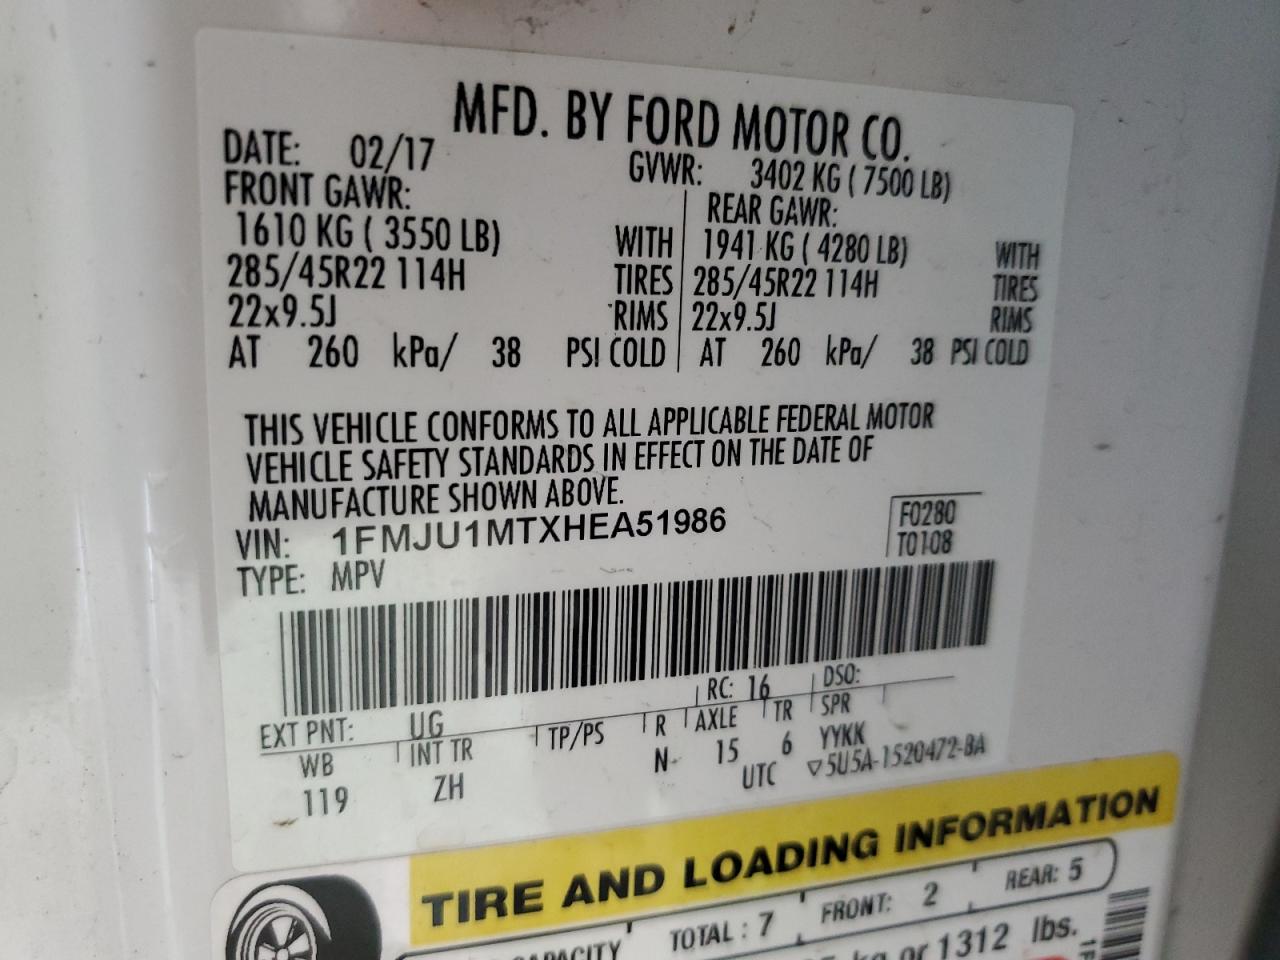 MFD. BY FORD MOTOR CO.
DATE: 02/17 GVWR: 3402 KG ( 7500 LB)
FRONT GAWR: REAR GAWR:
1610 KG ( 3550 LB) WITH 1941 KG ( 4280 LB) WITH
285/45R22 114H TIRES 285/45R22 114H TIRES
22x9.5J RIMS 22x9.5J RIMS
AT 260 kPa/ 38 PSI COLD AT 260 kPa/ 38 PSI COLD
THIS VEHICLE CONFORMS TO ALL APPLICABLE FEDERAL MOTOR
VEHICLE SAFETY STANDARDS IN EFFECT ON THE DATE OF
MANUFACTURE SHOWN ABOVE.
VIN: 1FMJU1MTXHEA51986 F0280
TYPE: MPV T0108
EXT PNT: UG RC: 16 DSO:
WB INT TR TP/PS R AXLE TR SPR
119 ZH N 15 6 YYKK
UTC ▽5U5A-1520472-BA
TIRE AND LOADING INFORMATION
TOTAL : 7 FRONT: 2 REAR: 5
kg or 1312 lbs.